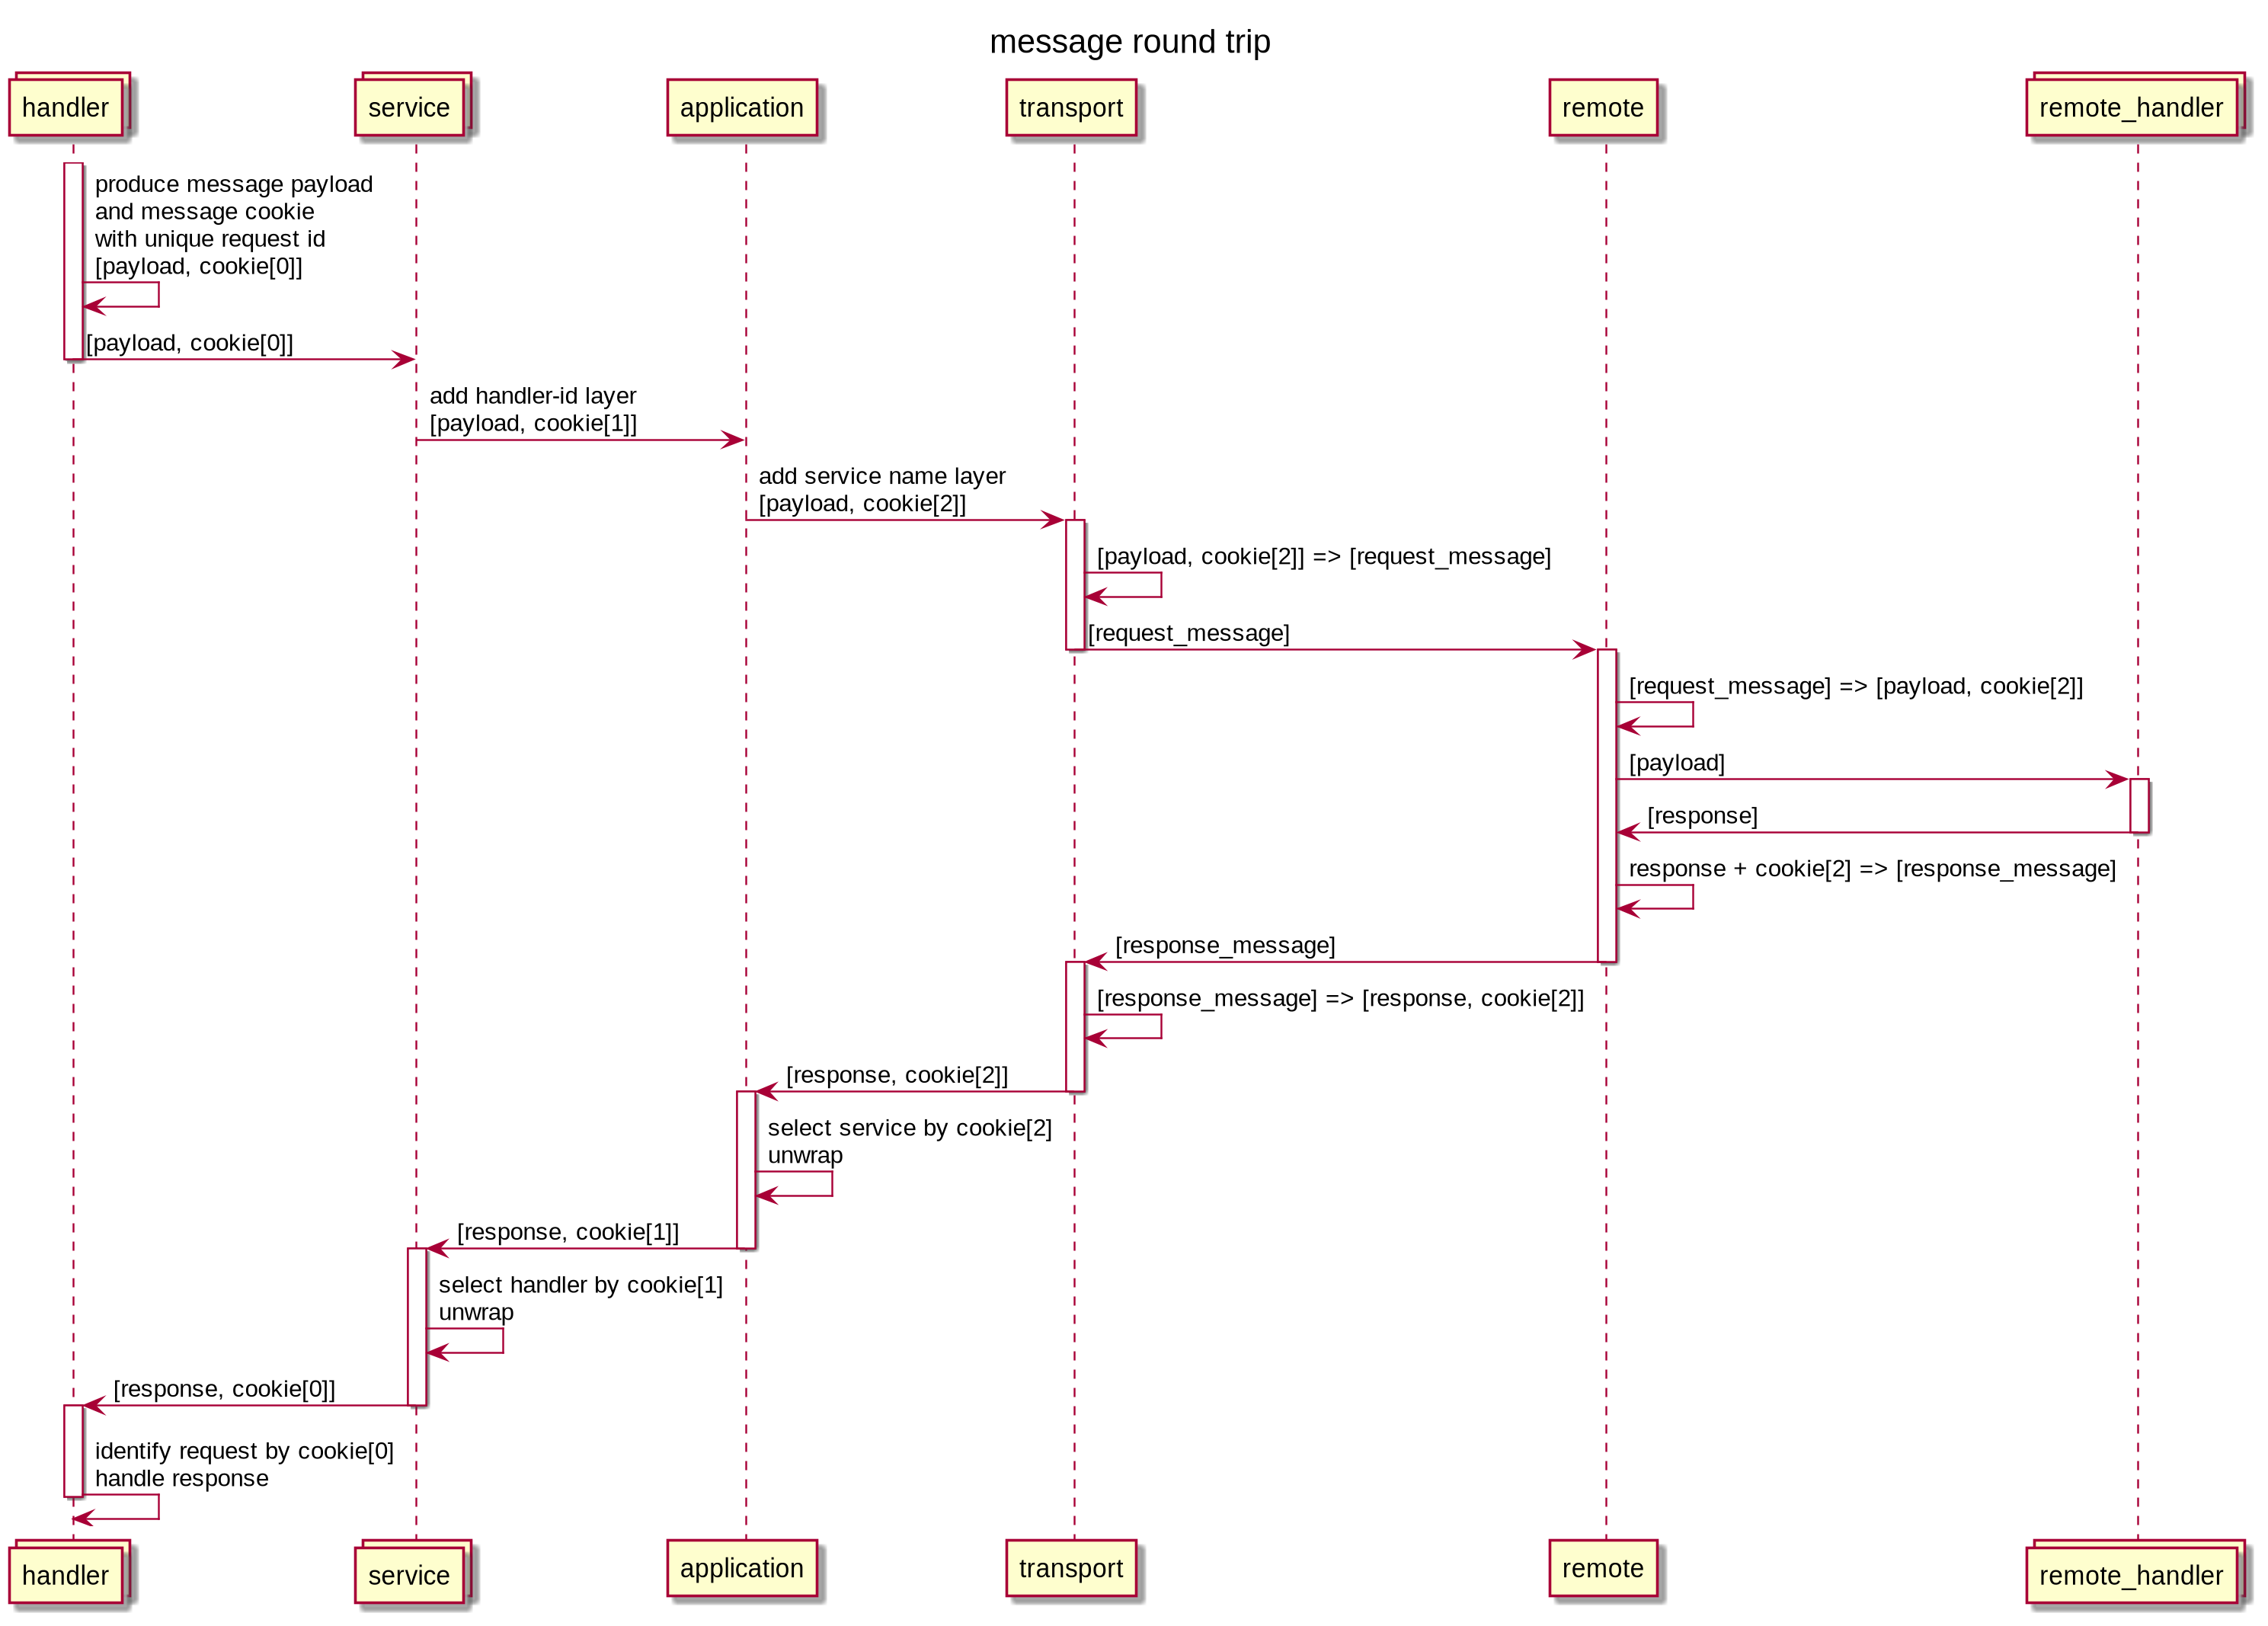 message round trip
handler
service
application
transport
remote
remote_handler
produce message payload
and message cookie
with unique request id
[payload, cookie[0]]
[payload, cookie[0]]
add handler-id layer
[payload, cookie[1]]
add service name layer
[payload, cookie[2]]
[payload, cookie[2]] => [request_message]
[request_message]
[request_message] => [payload, cookie[2]]
[payload]
[response]
response + cookie[2] => [response_message]
[response_message]
[response_message] => [response, cookie[2]]
[response, cookie[2]]
select service by cookie[2]
unwrap
[response, cookie[1]]
select handler by cookie[1]
unwrap
[response, cookie[0]]
identify request by cookie[0]
handle response
handler
service
application
transport
remote
remote_handler